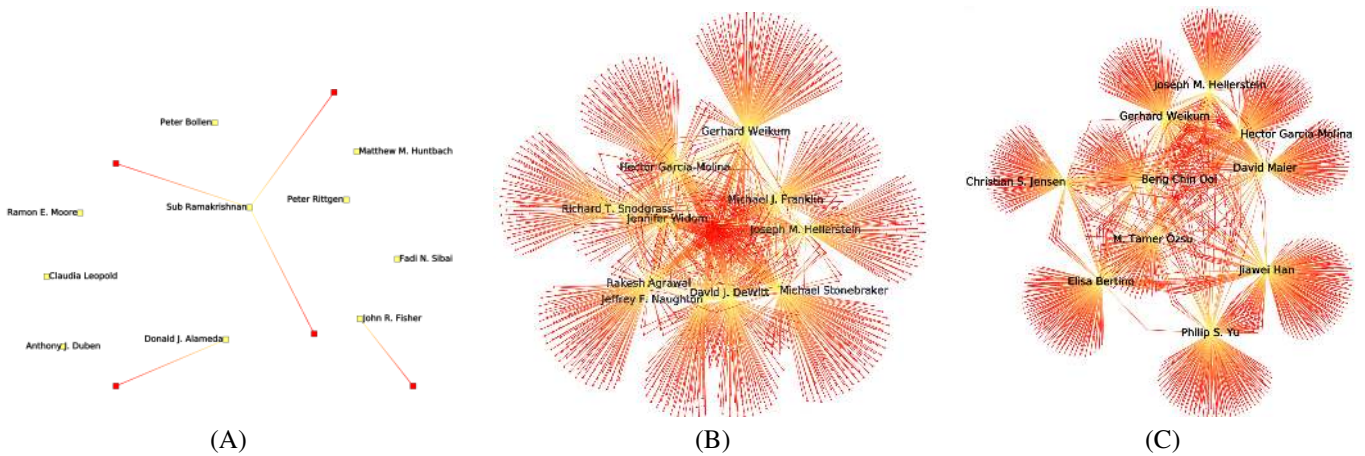 Peter Bollen
Matthew M. Huntbach
Ramon E. Moore
Sub Ramakrishnan
Peter Rittgen
Claudia Leopold
Fadi N. Sibai
Anthony J. Duben
Donald J. Alameda
John R. Fisher
(A)
Gerhard Weikum
Hector Garcia-Molina
Michael J. Franklin
Richard T. Snodgrass
Jennifer Widom
Joseph M. Hellerstein
Rakesh Agrawal
David J. DeWitt
Michael Stonebraker
Jeffrey F. Naughton
(B)
Joseph M. Hellerstein
Gerhard Weikum
Hector Garcia-Molina
David Maier
Christian S. Jensen
Beng Chin Ooi
M. Tamer Özsu
Elisa Bertino
Jiawei Han
Philip S. Yu
(C)